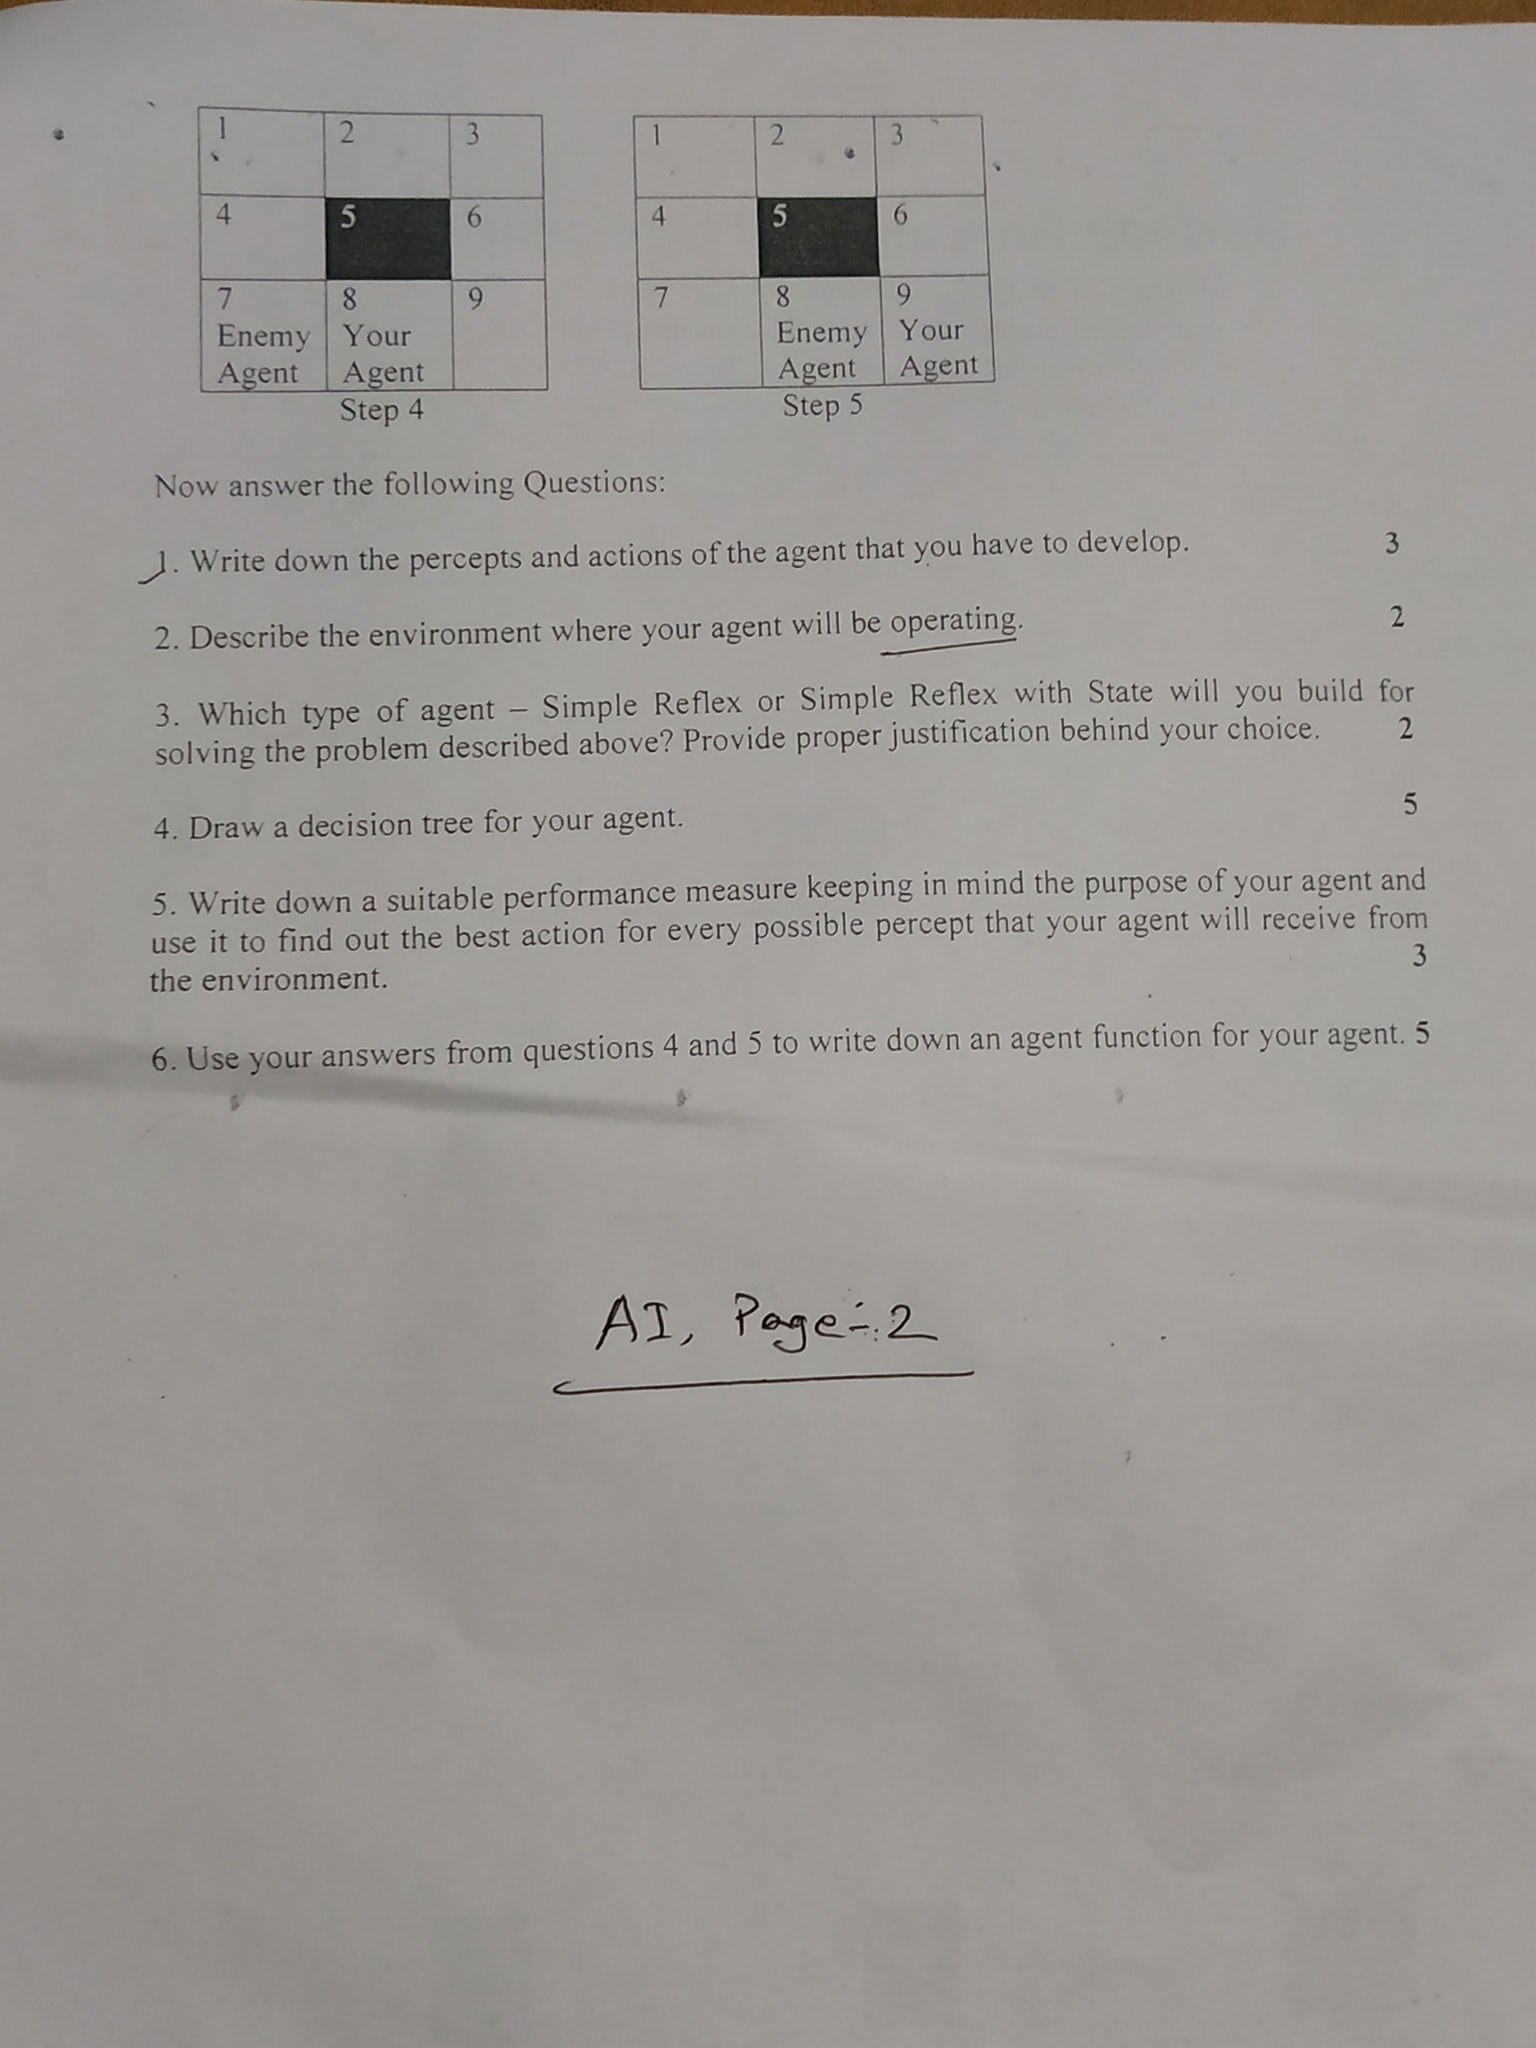 1 2 3
4 5 6
7 8 9
Enemy Your
Agent Agent
Step 4
1 2 3
4 5 6
7 8 9
Enemy Your
Agent Agent
Step 5
Now answer the following Questions:
1. Write down the percepts and actions of the agent that you have to develop. 3
2. Describe the environment where your agent will be operating. 2
3. Which type of agent – Simple Reflex or Simple Reflex with State will you build for
solving the problem described above? Provide proper justification behind your choice. 2
4. Draw a decision tree for your agent. 5
5. Write down a suitable performance measure keeping in mind the purpose of your agent and
use it to find out the best action for every possible percept that your agent will receive from
the environment. 3
6. Use your answers from questions 4 and 5 to write down an agent function for your agent. 5
AI, Page-2